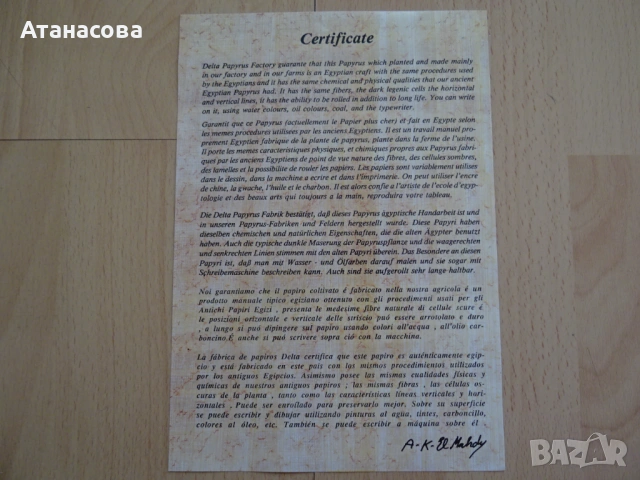 Атанасова
Certificate
Delta Papyrus Factory guarante that this Papyrus which planted and made mainly
in our factory and in our farms is an Egyptian craft with the same procedures used
by the Egyptians and it has the same chemical and physical qualities that our ancient
Egyptian Papyrus had. It has the same fibers, the dark legenic cells the horizontal
and vertical lines, it has the ability to be rolled in addition to long life. You can write
on it, using water colours, oil colours, coal, and the typewriter.
Garantis que ce Papyrus (actuellement le Papier plus cher) et fait en Egypte selon
les memes procedures utilisees par les anciens Egyptiens. Il est un travail manuel pro-
prement Egyptien fabrique de la plante de papyrus, plante dans la ferme de l'usine.
Il porte les memes caracteristiques physiques, et chimiques propres aux Papyrus fabri-
ques par les anciens Egyptiens de point de vue nature des fibres, des cellules sombres,
des lamelles et la possibilite de rouler les papiers. Les papiers sont variablement utilises
dans le dessin, dans la machine a ecrire et dans l'imprimerie. On peut utiliser l'encre
de chine, la gwache, l'huile et le charbon. Il est alors confie a l'artiste de l'ecole d'egyp-
tologie et des beaux arts qui toujours a la main, reproduira votre tableau.
Die Delta Papyrus Fabrik bestätigt, daß dieses Papyrus ägyptische Handarbeit ist und
in unseren Papyrus-Fabriken und Feldern hergestellt wurde. Diese Papyri haben
dieselben chemischen und natürlichen Eigenschaften, die die alten Ägypter benutzt
haben. Auch die typische dunkle Maserung der Papyruspflanze und die waagerechten
und senkrechten Linien stimmen mit den alten Papyri überein. Das Besondere an diesen
Papyri ist, daß man mit Wasser - und Ölfarben darauf malen und sie sogar mit
Schreibemaschine beschreiben kann. Auch sind sie aufgerollt sehr lange haltbar.
Noi garantiamo che il papiro coltivato é fabricato nella nostra agricolo é un
prodotto manuale tipico egiziano ottenuto con gli procedimenti usati per gli
Antichi Papiri Egizi , presenta le medesime fibre naturale di cellule scure é
le posizioni orizontale e verticale delle striscio puó essere arrostolato e duro
, a lungo si puó dipingere sul papiro usando colori all'acqua , all'olio car-
boncino.È anche si puó scrivere sopra ció con la macchina.
La fábrica de papiros Delta certifica que este papiro es auténticamente egip-
cio y está fabricado en este país con los mismos procedimientos utilizados
por los antiguos Egipcios. Asimismo posee las mismas cualidades físicas y
químicas de nuestros antiguos papiros ; las mismas fibras , las células os-
curas de la planta , tanto como las características líneas verticales y hori-
zontales . Puede ser enrollado para preservarlo mejor. Sobre su superficie
se puede escribir y dibujar utilizando pinturas al agua, tintes, carboncillo,
colores al óleo, etc. También se puede escribir a máquina sobre él .
A-K-El Mahdy
BAZAR